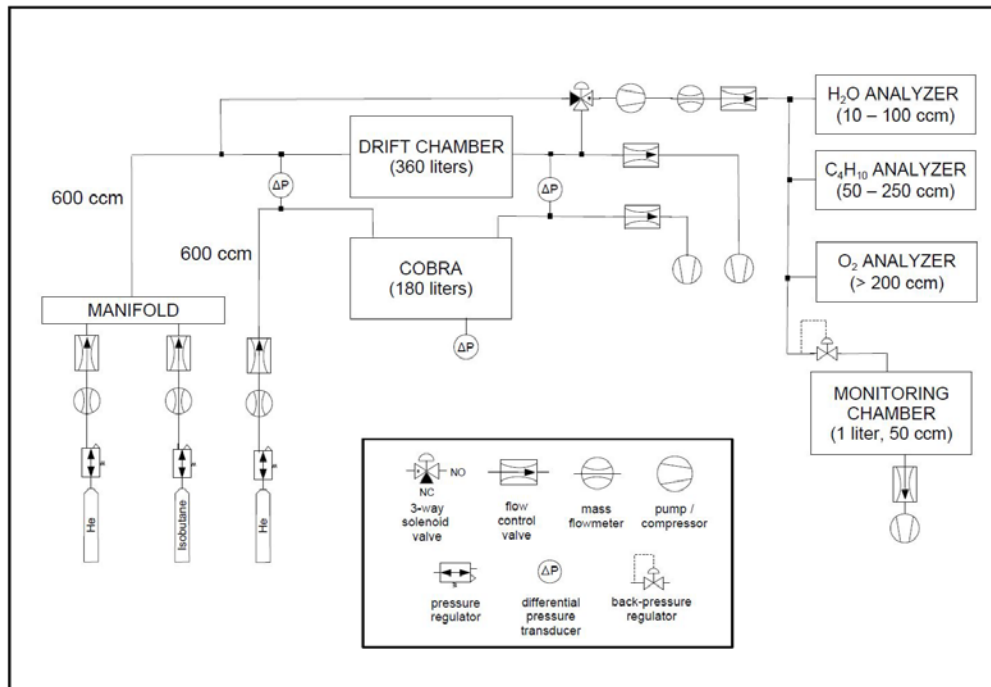 H₂O ANALYZER
(10 – 100 ccm)
DRIFT CHAMBER
(360 liters)
C₄H₁₀ ANALYZER
(50 – 250 ccm)
ΔP
ΔP
600 ccm
600 ccm
COBRA
(180 liters)
O₂ ANALYZER
(> 200 ccm)
MANIFOLD
ΔP
MONITORING
CHAMBER
(1 liter, 50 ccm)
He
Isobutane
He
NO
NC
3-way
solenoid
valve
flow
control
valve
mass
flowmeter
pump /
compressor
pressure
regulator
ΔP
differential
pressure
transducer
back-pressure
regulator